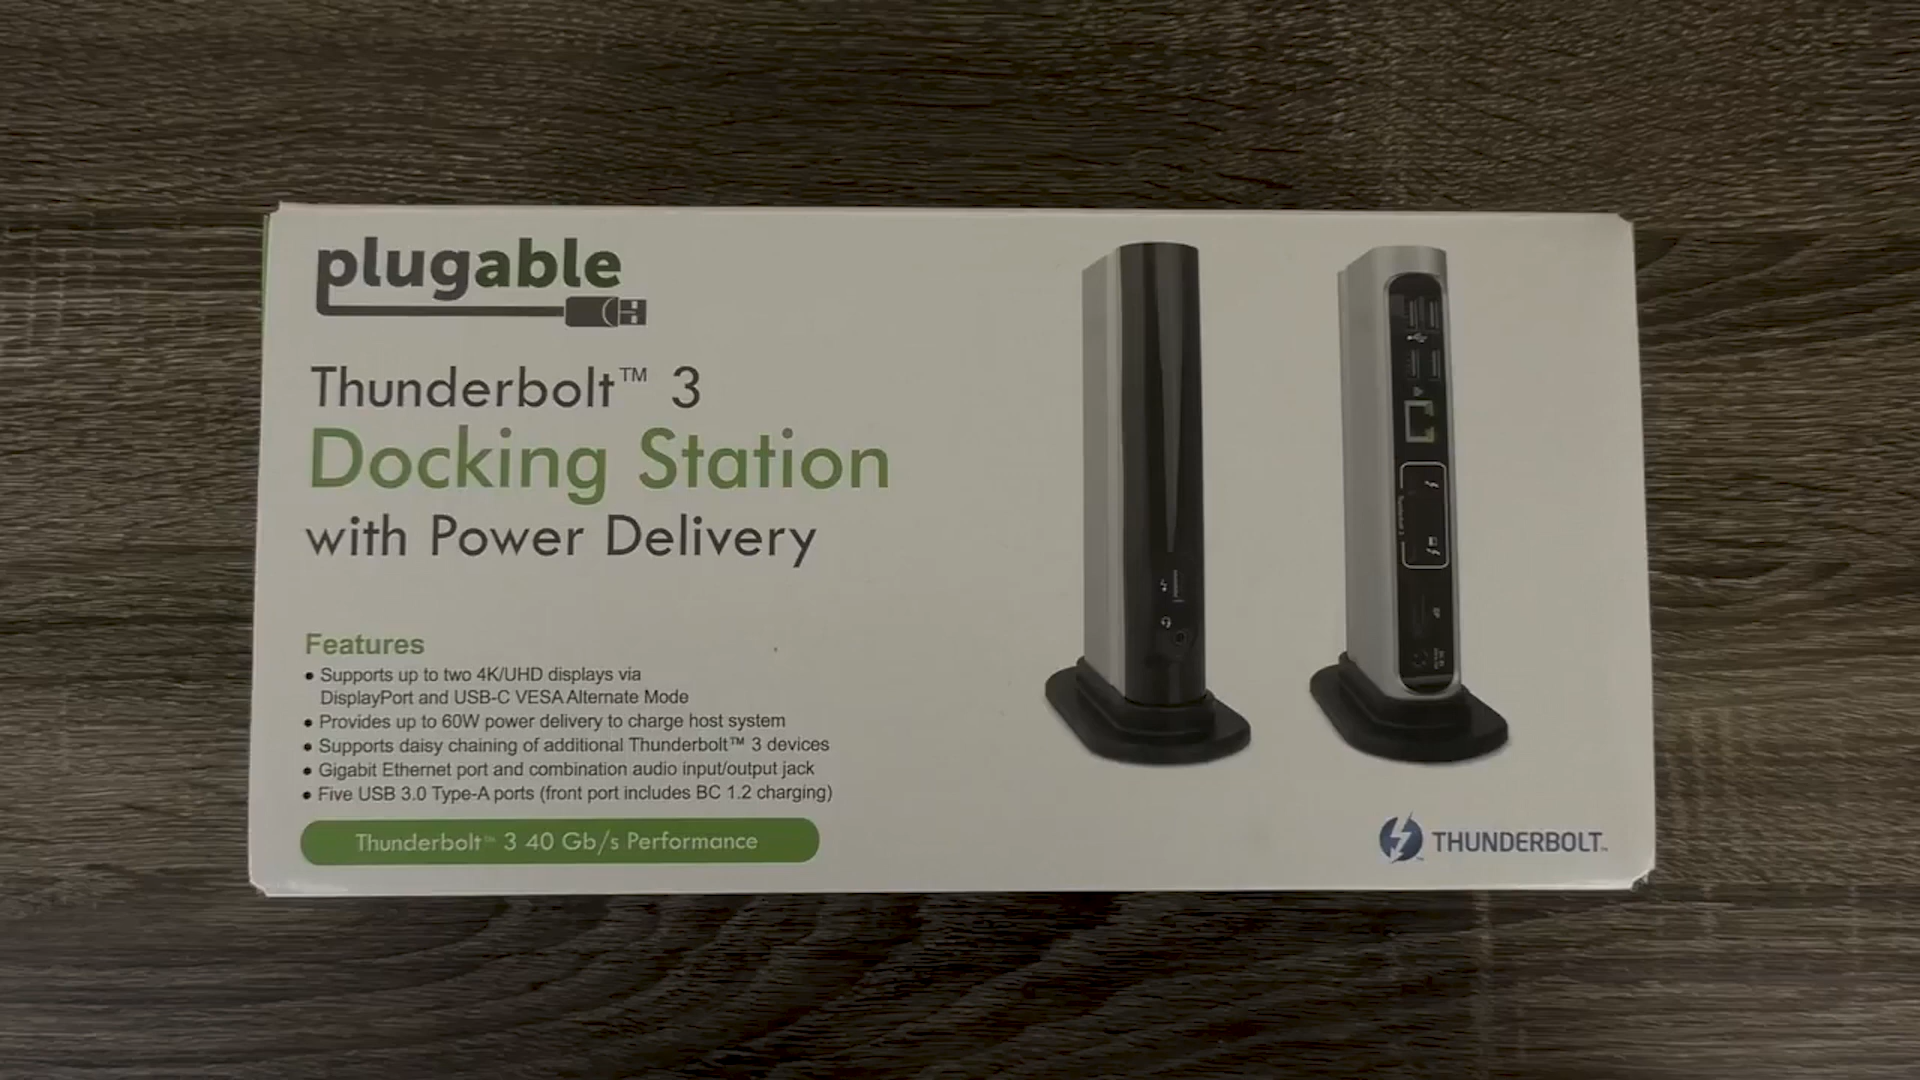 plugable
Thunderbolt™ 3
Docking Station
with Power Delivery
Features
• Supports up to two 4K/UHD displays via
DisplayPort and USB-C VESA Alternate Mode
• Provides up to 60W power delivery to charge host system
• Supports daisy chaining of additional Thunderbolt™ 3 devices
• Gigabit Ethernet port and combination audio input/output jack
• Five USB 3.0 Type-A ports (front port includes BC 1.2 charging)
Thunderbolt™ 3 40 Gb/s Performance
THUNDERBOLT™